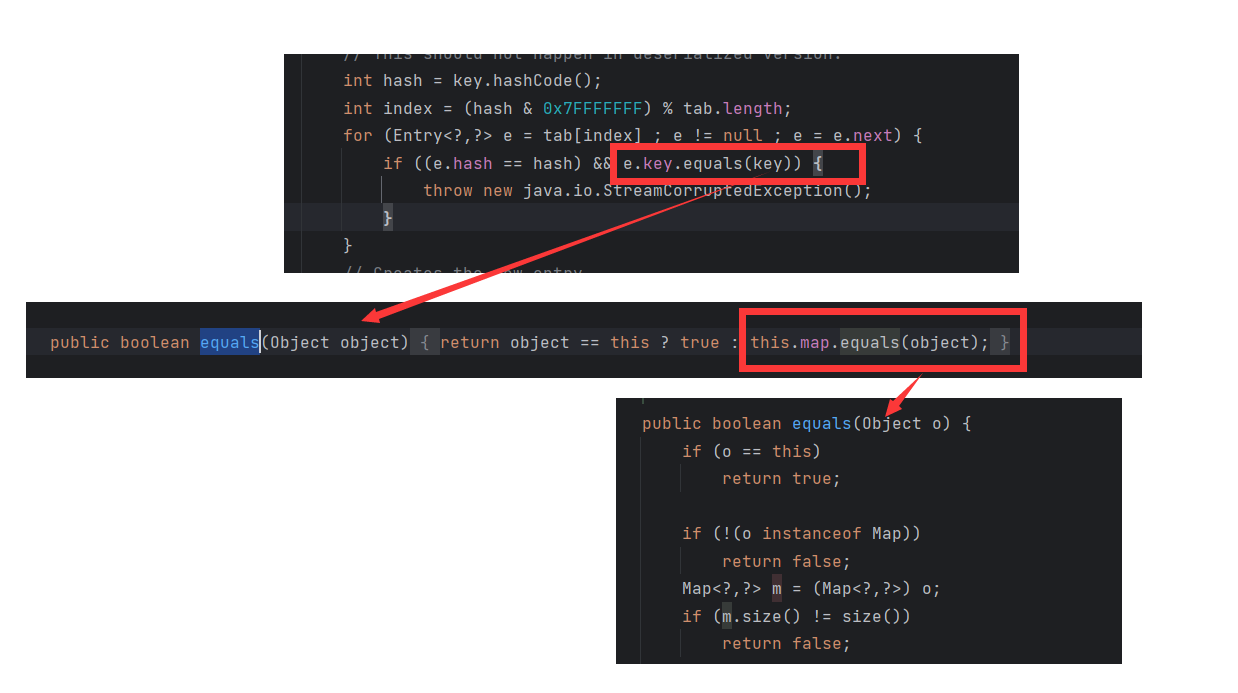 // This should not happen in deserialized version.
int hash = key.hashCode();
int index = (hash & 0x7FFFFFFF) % tab.length;
for (Entry<?,?> e = tab[index] ; e != null ; e = e.next) {
if ((e.hash == hash) && e.key.equals(key)) {
throw new java.io.StreamCorruptedException();
}
}
// Creates the new entry
public boolean equals(Object object) { return object == this ? true : this.map.equals(object); }
public boolean equals(Object o) {
if (o == this)
return true;
if (!(o instanceof Map))
return false;
Map<?,?> m = (Map<?,?>) o;
if (m.size() != size())
return false;